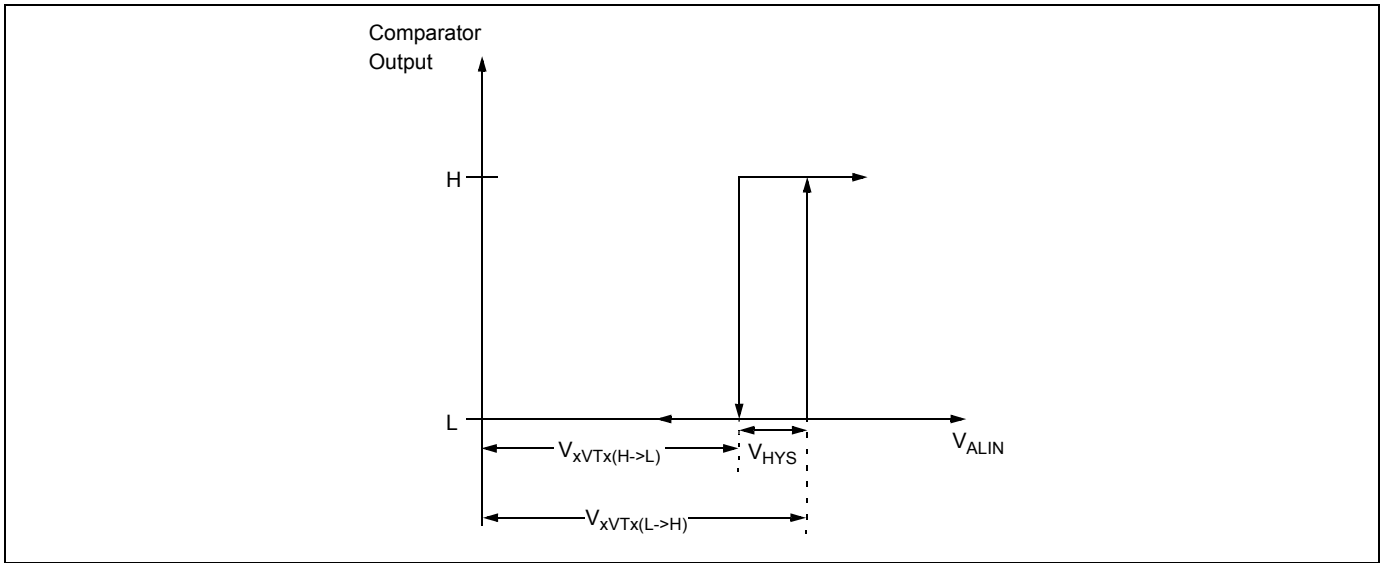 Comparator
Output
H
L
VxVTx(H->L)
VHYS
VALIN
VxVTx(L->H)